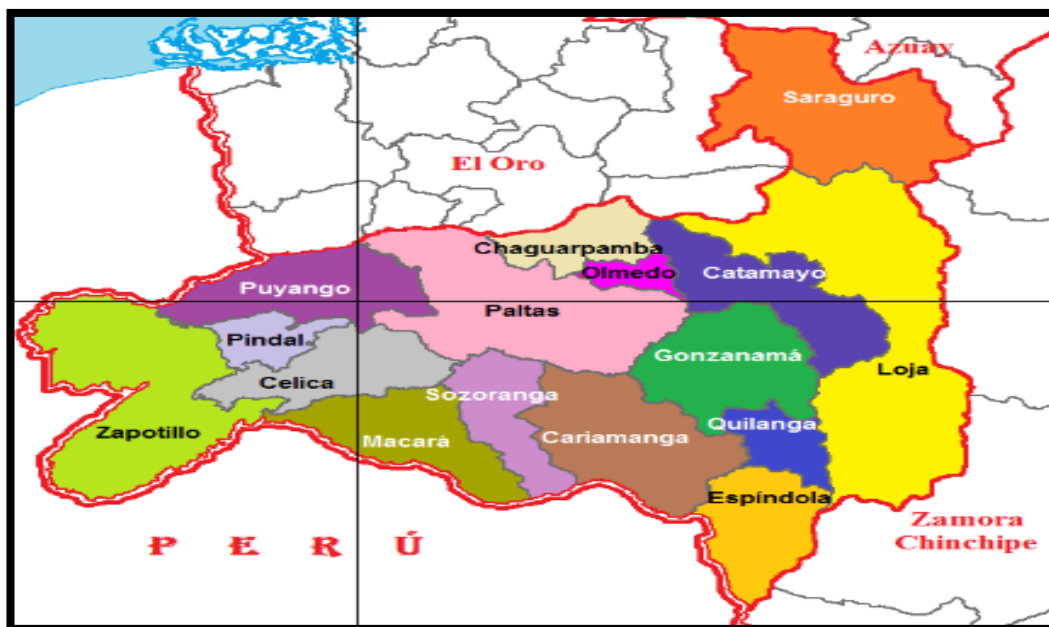 Azuay
Saraguro
El Oro
Chaguarpamba
Olmedo
Catamayo
Puyango
Paltas
Pindal
Gonzanamá
Celica
Loja
Sozoranga
Quilanga
Zapotillo
Macará
Cariamanga
Espíndola
Zamora
Chinchipe
P E R Ú